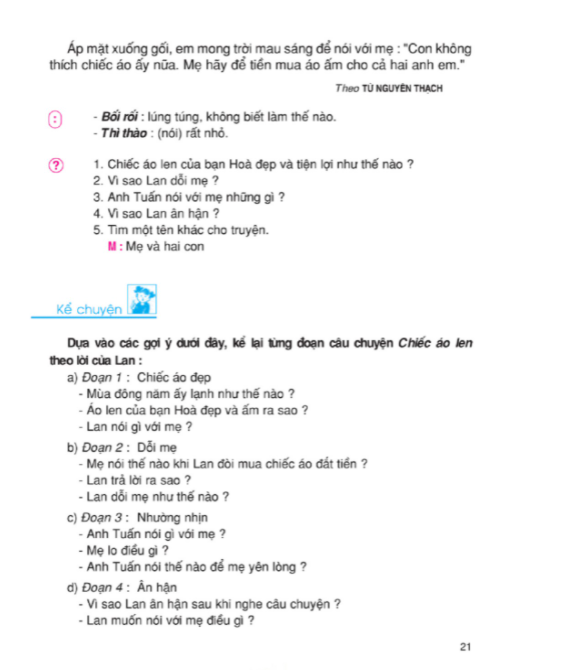 Áp mặt xuống gối, em mong trời mau sáng để nói với mẹ : "Con không
thích chiếc áo ấy nữa. Mẹ hãy để tiền mua áo ấm cho cả hai anh em."
Theo TỪ NGUYÊN THẠCH
- Bối rối : lúng túng, không biết làm thế nào.
- Thì thào : (nói) rất nhỏ.
1. Chiếc áo len của bạn Hoà đẹp và tiện lợi như thế nào ?
2. Vì sao Lan dỗi mẹ ?
3. Anh Tuấn nói với mẹ những gì ?
4. Vì sao Lan ân hận ?
5. Tìm một tên khác cho truyện.
M : Mẹ và hai con
Kể chuyện
Dựa vào các gợi ý dưới đây, kể lại từng đoạn câu chuyện Chiếc áo len
theo lời của Lan :
a) Đoạn 1 : Chiếc áo đẹp
- Mùa đông năm ấy lạnh như thế nào ?
- Áo len của bạn Hoà đẹp và ấm ra sao ?
- Lan nói gì với mẹ ?
b) Đoạn 2 : Dỗi mẹ
- Mẹ nói thế nào khi Lan đòi mua chiếc áo đắt tiền ?
- Lan trả lời ra sao ?
- Lan dỗi mẹ như thế nào ?
c) Đoạn 3 : Nhường nhịn
- Anh Tuấn nói gì với mẹ ?
- Mẹ lo điều gì ?
- Anh Tuấn nói thế nào để mẹ yên lòng ?
d) Đoạn 4 : Ân hận
- Vì sao Lan ân hận sau khi nghe câu chuyện ?
- Lan muốn nói với mẹ điều gì ?
21